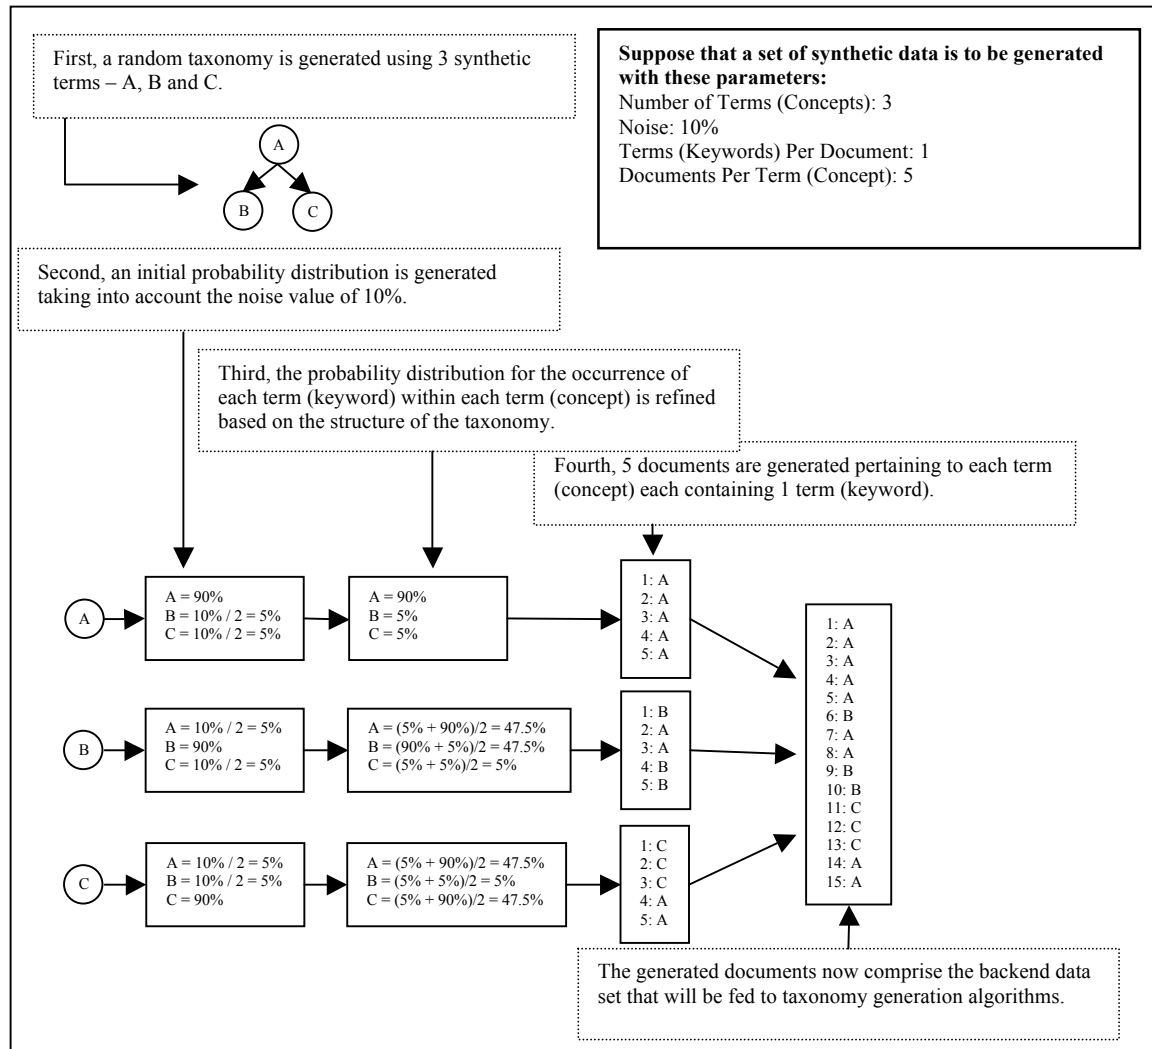 First, a random taxonomy is generated using 3 synthetic
terms – A, B and C.
Suppose that a set of synthetic data is to be generated
with these parameters:
Number of Terms (Concepts): 3
Noise: 10%
Terms (Keywords) Per Document: 1
Documents Per Term (Concept): 5
A
B
C
Second, an initial probability distribution is generated
taking into account the noise value of 10%.
Third, the probability distribution for the occurrence of
each term (keyword) within each term (concept) is refined
based on the structure of the taxonomy.
Fourth, 5 documents are generated pertaining to each term
(concept) each containing 1 term (keyword).
A
A = 90%
B = 10% / 2 = 5%
C = 10% / 2 = 5%
A = 90%
B = 5%
C = 5%
1: A
2: A
3: A
4: A
5: A
B
A = 10% / 2 = 5%
B = 90%
C = 10% / 2 = 5%
A = (5% + 90%)/2 = 47.5%
B = (90% + 5%)/2 = 47.5%
C = (5% + 5%)/2 = 5%
1: B
2: A
3: A
4: B
5: B
C
A = 10% / 2 = 5%
B = 10% / 2 = 5%
C = 90%
A = (5% + 90%)/2 = 47.5%
B = (5% + 5%)/2 = 5%
C = (5% + 90%)/2 = 47.5%
1: C
2: C
3: C
4: A
5: A
1: A
2: A
3: A
4: A
5: A
6: B
7: A
8: A
9: B
10: B
11: C
12: C
13: C
14: A
15: A
The generated documents now comprise the backend data
set that will be fed to taxonomy generation algorithms.